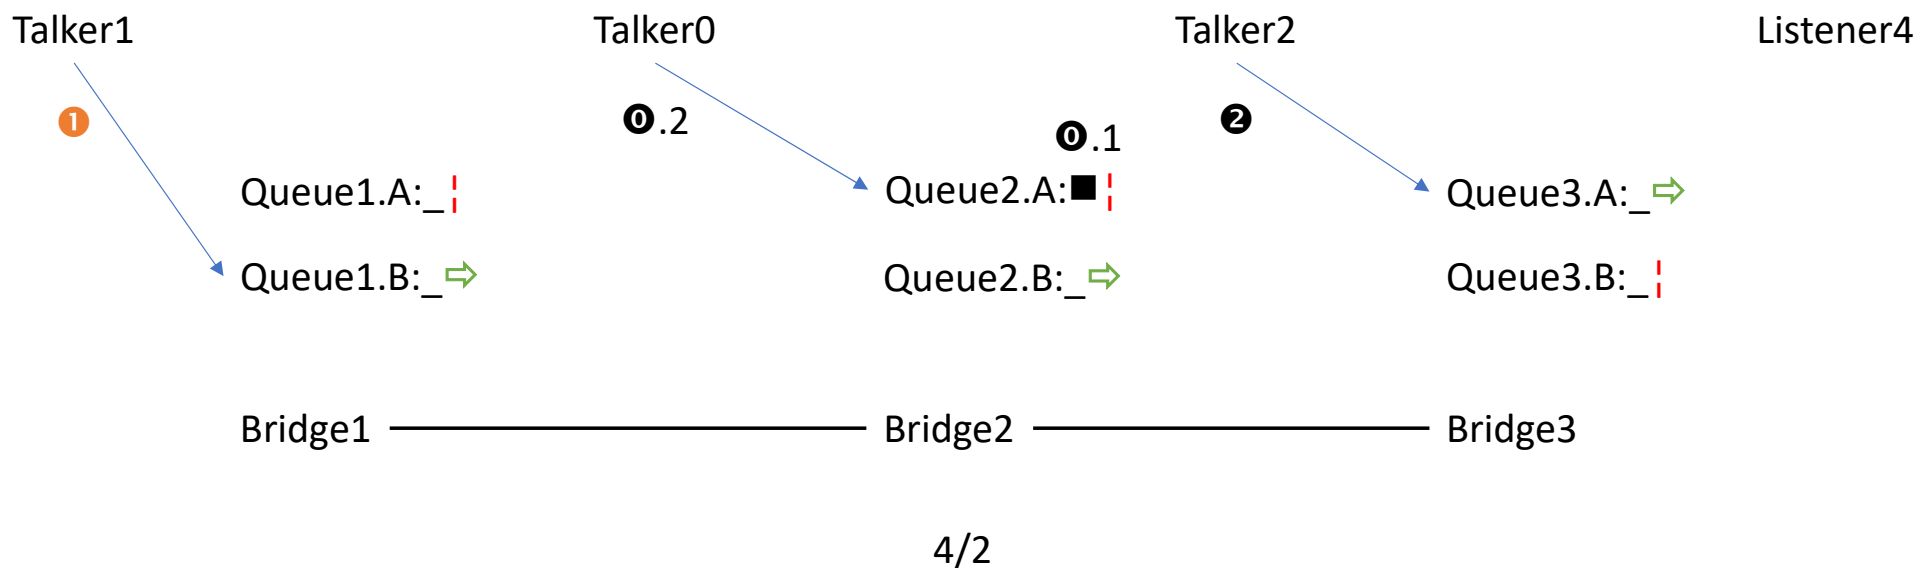 Talker1 Talker0 Talker2 Listener4
❶ ⓿.2 ⓿.1 ❷
Queue1.A:_ Queue2.A:■ Queue3.A:_
Queue1.B:_ Queue2.B:_ Queue3.B:_
Bridge1 Bridge2 Bridge3
4/2